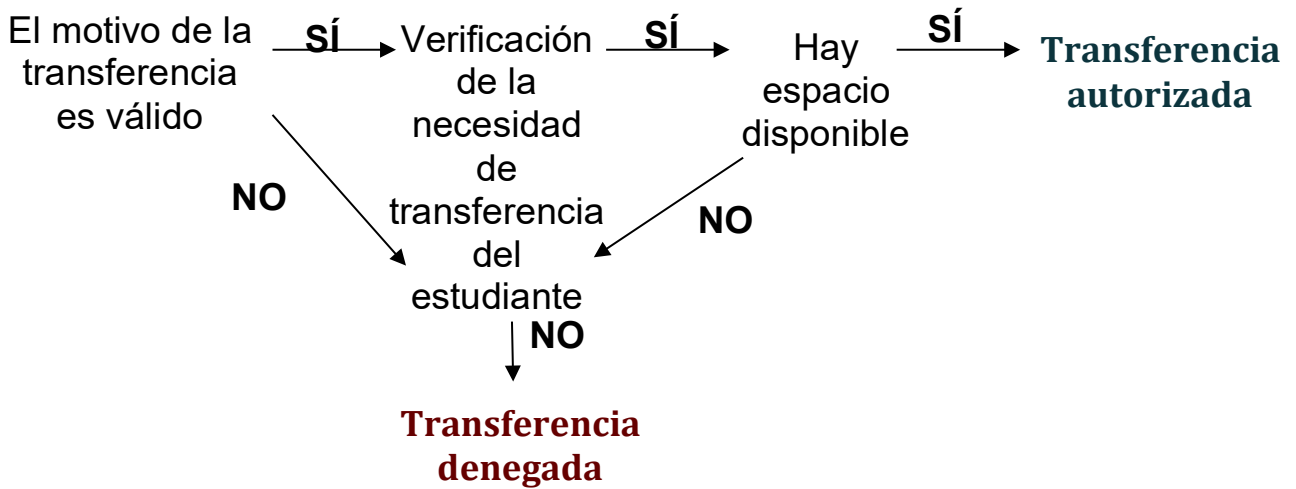 El motivo de la
transferencia
es válido
SÍ
Verificación
de la
necesidad
de
transferencia
del
estudiante
SÍ
Hay
espacio
disponible
SÍ
Transferencia
autorizada
NO
NO
NO
Transferencia
denegada